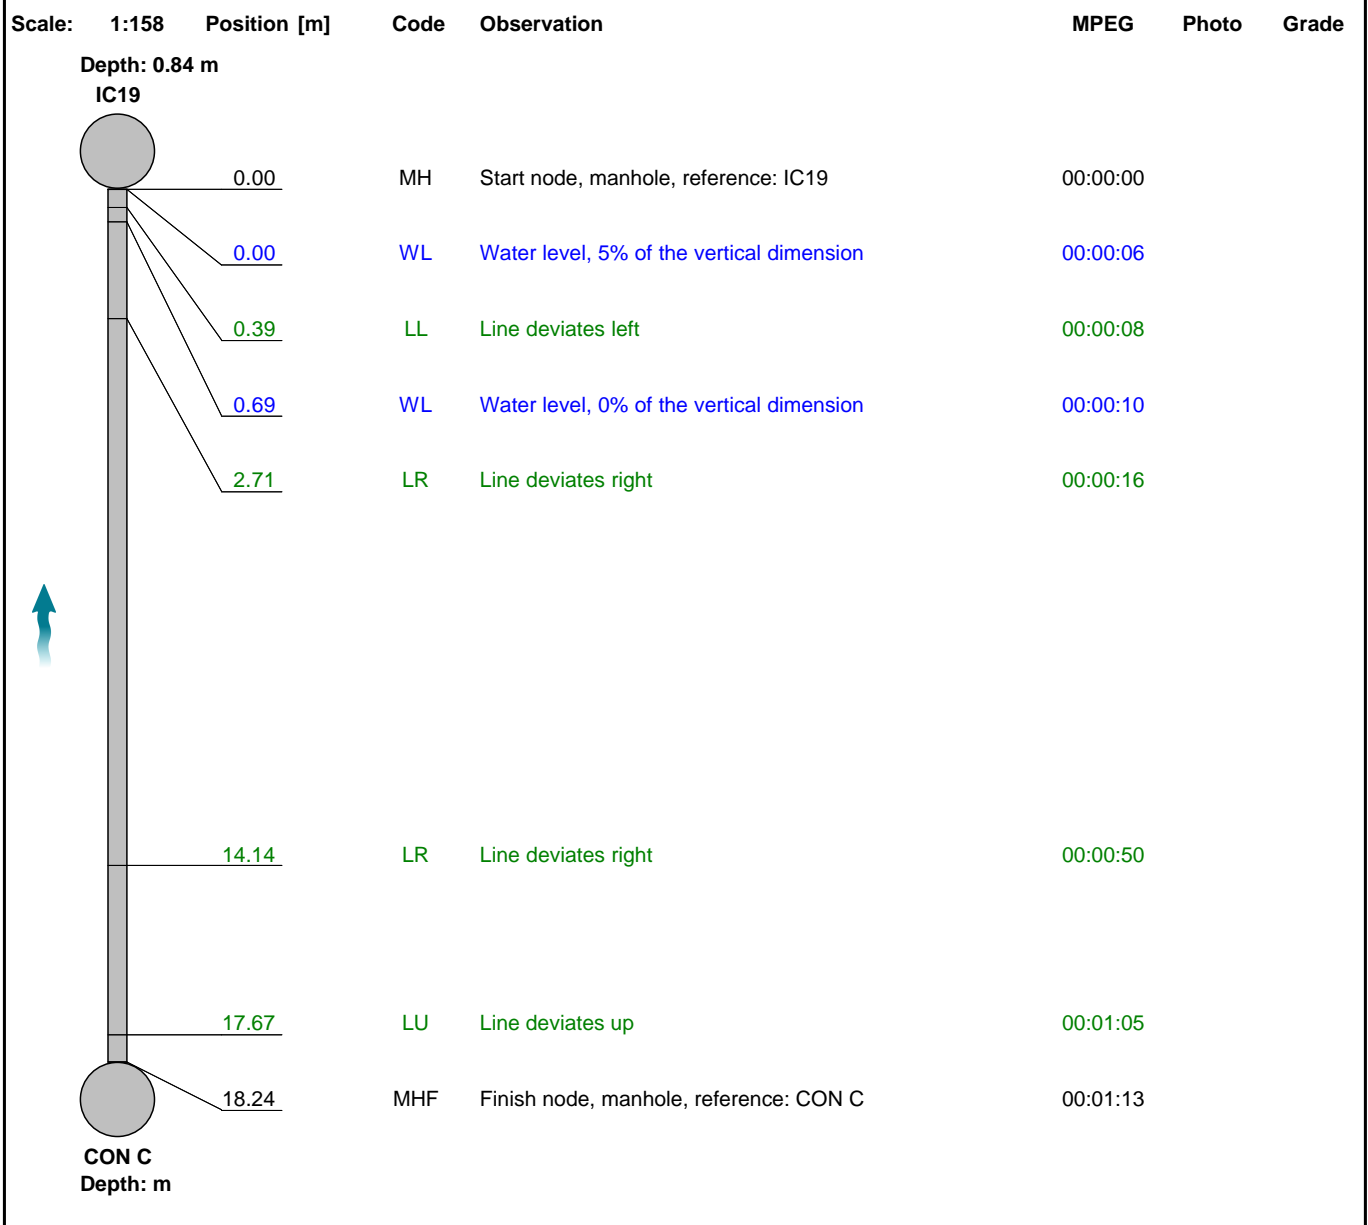 Scale: 1:158 Position [m] Code Observation MPEG Photo Grade
Depth: 0.84 m
IC19
0.00 MH Start node, manhole, reference: IC19 00:00:00
0.00 WL Water level, 5% of the vertical dimension 00:00:06
0.39 LL Line deviates left 00:00:08
0.69 WL Water level, 0% of the vertical dimension 00:00:10
2.71 LR Line deviates right 00:00:16
14.14 LR Line deviates right 00:00:50
17.67 LU Line deviates up 00:01:05
18.24 MHF Finish node, manhole, reference: CON C 00:01:13
CON C
Depth: m